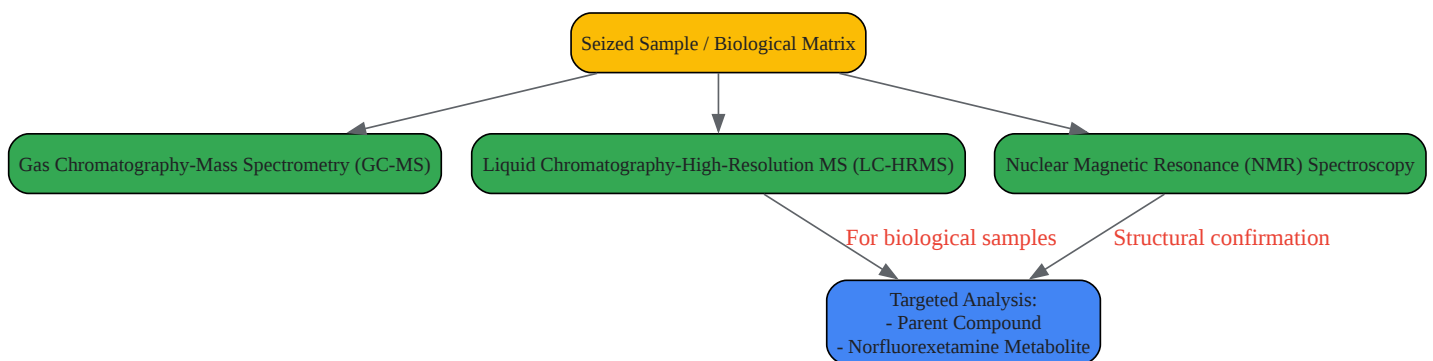 Seized Sample / Biological Matrix
Gas Chromatography-Mass Spectrometry (GC-MS)
Liquid Chromatography-High-Resolution MS (LC-HRMS)
Nuclear Magnetic Resonance (NMR) Spectroscopy
For biological samples
Structural confirmation
Targeted Analysis:
- Parent Compound
- Norfluorexetamine Metabolite